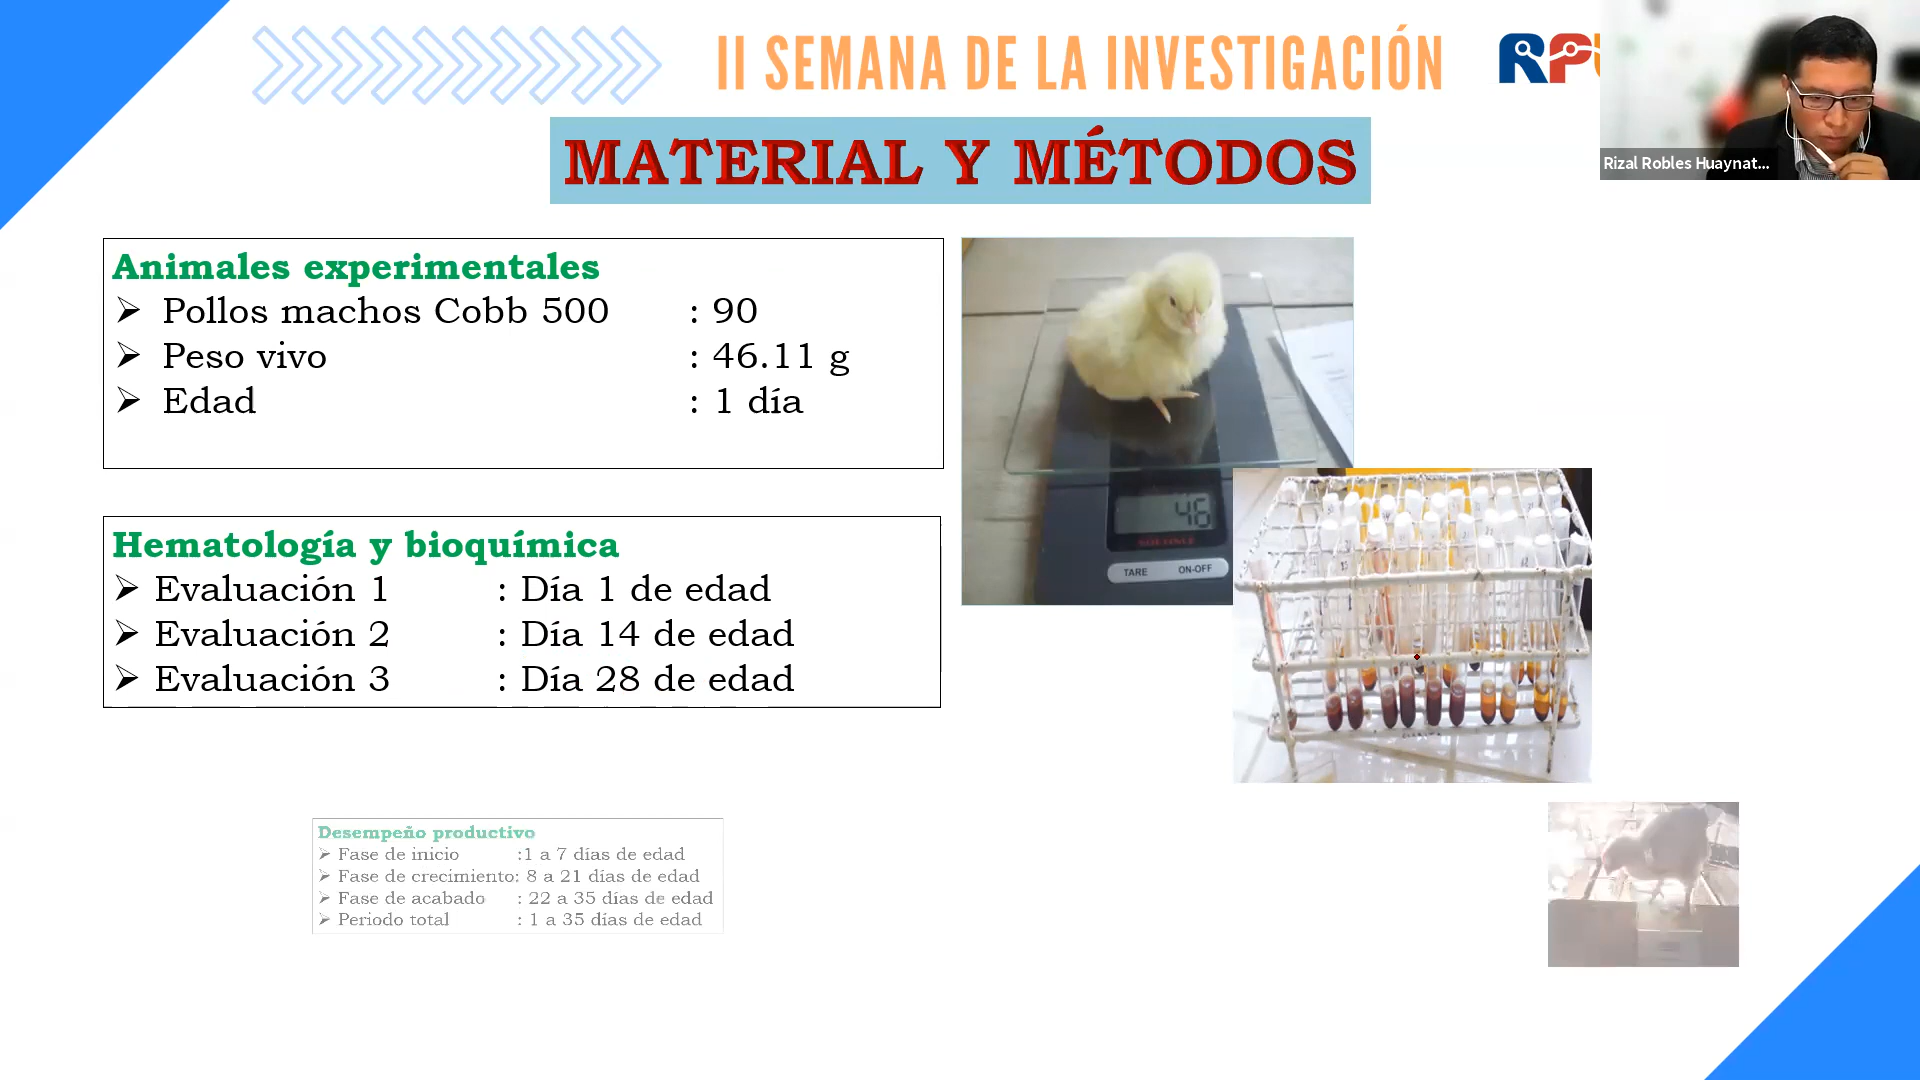 II SEMANA DE LA INVESTIGACIÓN
RP
Rizal Robles Huaynat...
MATERIAL Y MÉTODOS
Animales experimentales
➢ Pollos machos Cobb 500 : 90
➢ Peso vivo : 46.11 g
➢ Edad : 1 día
46
TARE ON-OFF
Hematología y bioquímica
➢ Evaluación 1 : Día 1 de edad
➢ Evaluación 2 : Día 14 de edad
➢ Evaluación 3 : Día 28 de edad
Desempeño productivo
➢ Fase de inicio :1 a 7 días de edad
➢ Fase de crecimiento: 8 a 21 días de edad
➢ Fase de acabado : 22 a 35 días de edad
➢ Periodo total : 1 a 35 días de edad